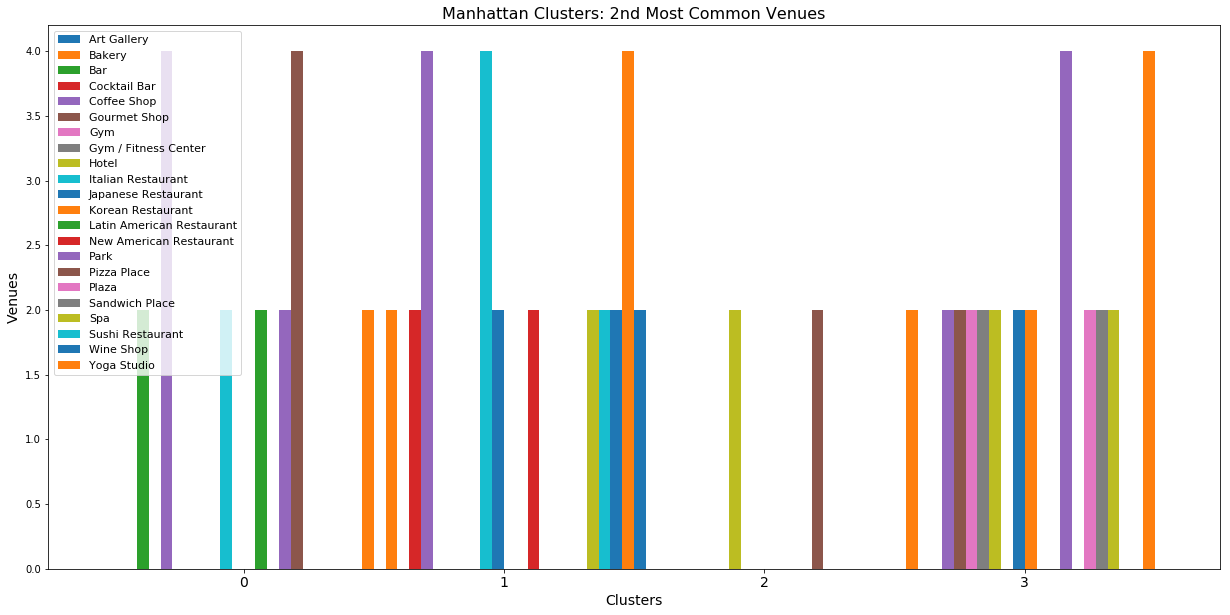 Manhattan Clusters: 2nd Most Common Venues
Art Gallery
Bakery
Bar
Cocktail Bar
Coffee Shop
Gourmet Shop
Gym
Gym / Fitness Center
Hotel
Italian Restaurant
Japanese Restaurant
Korean Restaurant
Latin American Restaurant
New American Restaurant
Park
Pizza Place
Plaza
Sandwich Place
Spa
Sushi Restaurant
Wine Shop
Yoga Studio
4.0
3.5
3.0
2.5
2.0
1.5
1.0
0.5
0.0
Venues
0 1 2 3
Clusters